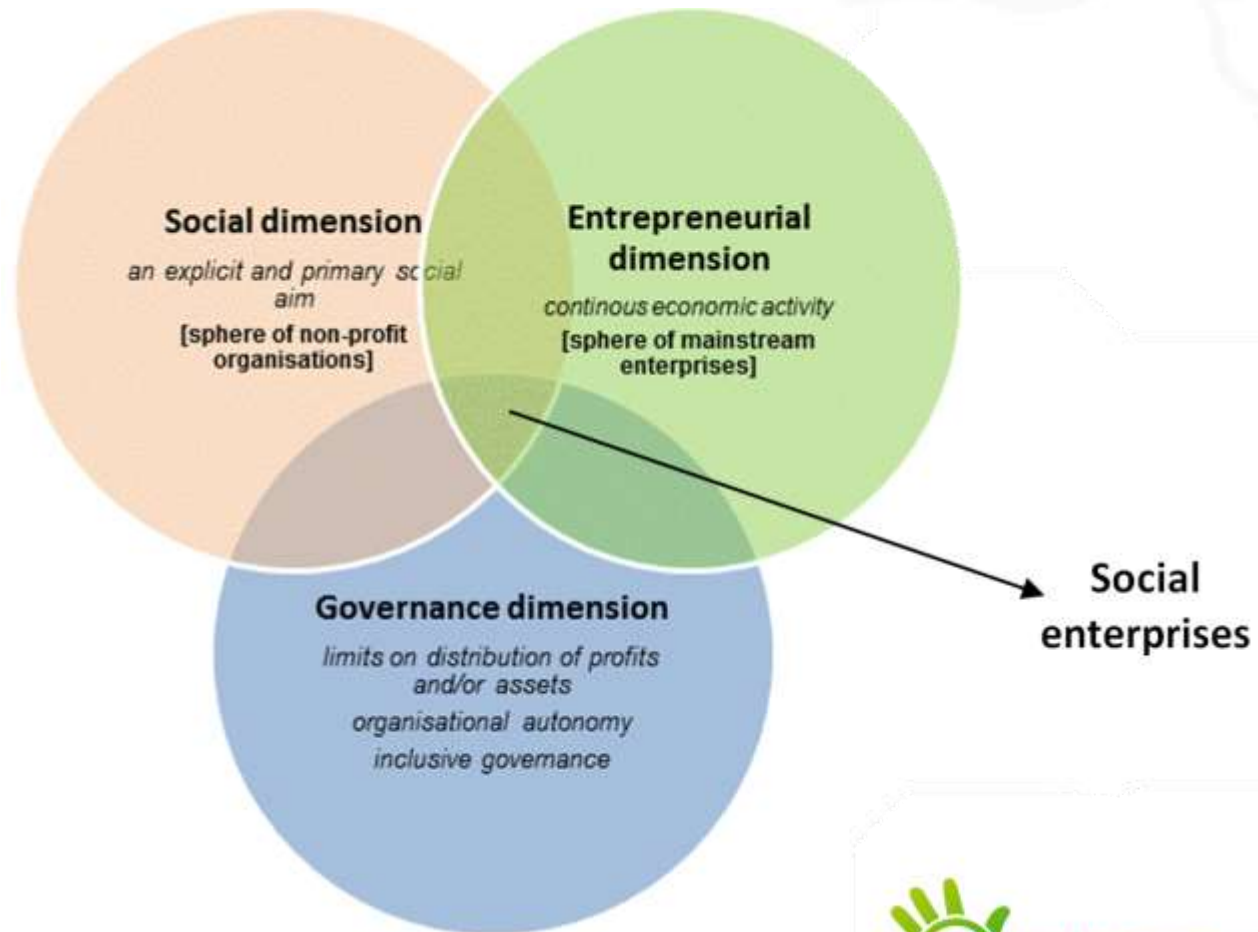 Social dimension
an explicit and primary social
aim
[sphere of non-profit
organisations]
Entrepreneurial
dimension
continous economic activity
[sphere of mainstream
enterprises]
Governance dimension
limits on distribution of profits
and/or assets
organisational autonomy
inclusive governance
Social
enterprises